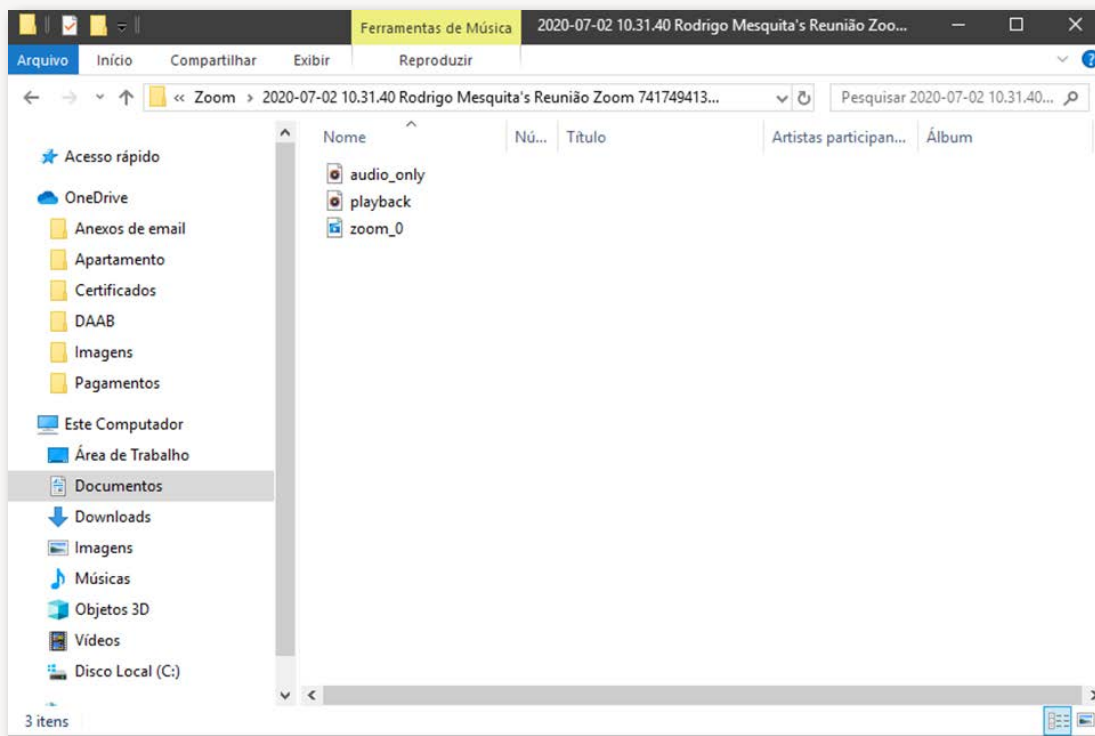 Ferramentas de Música
2020-07-02 10.31.40 Rodrigo Mesquita's Reunião Zoo...
Arquivo Início Compartilhar Exibir Reproduzir
« Zoom > 2020-07-02 10.31.40 Rodrigo Mesquita's Reunião Zoom 741749413...
Pesquisar 2020-07-02 10.31.40...
Acesso rápido
OneDrive
Anexos de email
Apartamento
Certificados
DAAB
Imagens
Pagamentos
Este Computador
Área de Trabalho
Documentos
Downloads
Imagens
Músicas
Objetos 3D
Vídeos
Disco Local (C:)
Nome Nú... Título Artistas participan... Álbum
audio_only
playback
zoom_0
3 itens